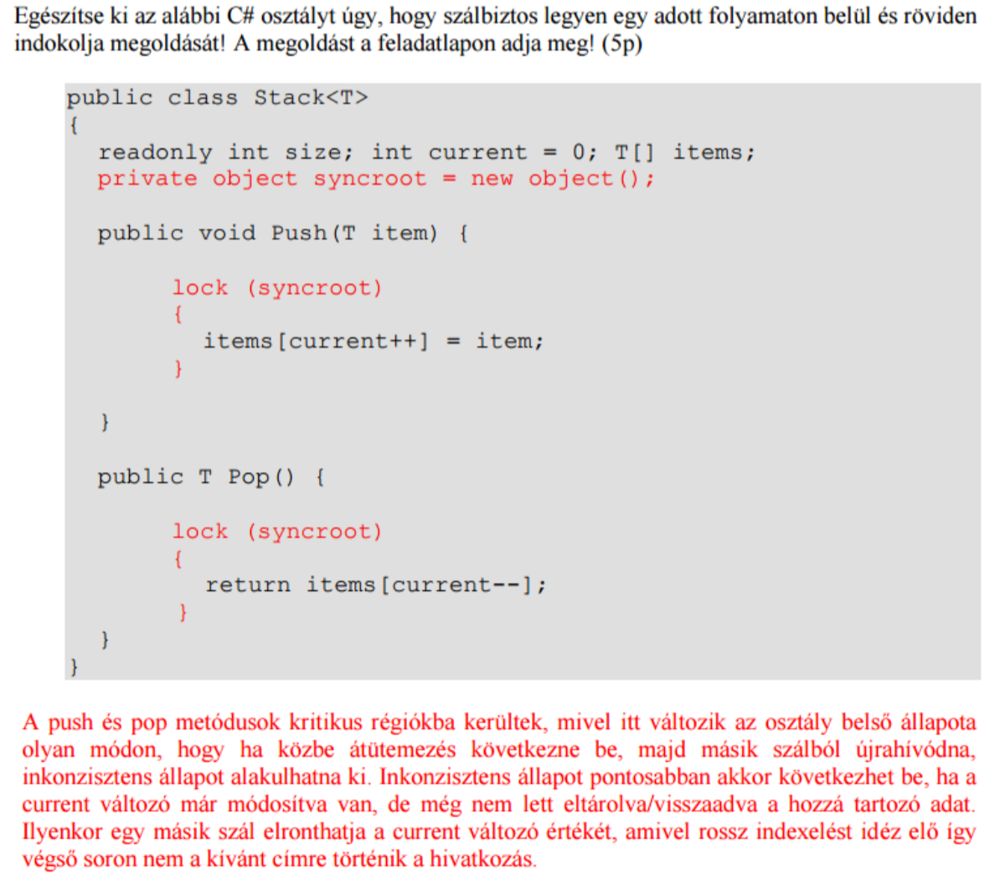 Egészítse ki az alábbi C# osztályt úgy, hogy szálbiztos legyen egy adott folyamaton belül és röviden
indokolja megoldását! A megoldást a feladatlapon adja meg! (5p)
public class Stack<T>
{
readonly int size; int current = 0; T[] items;
private object syncroot = new object();
public void Push(T item) {
lock (syncroot)
{
items[current++] = item;
}
}
public T Pop() {
lock (syncroot)
{
return items[current--];
}
}
}
A push és pop metódusok kritikus régiókba kerültek, mivel itt változik az osztály belső állapota
olyan módon, hogy ha közbe átütemezés következne be, majd másik szálból újrahívódna,
inkonzisztens állapot alakulhatna ki. Inkonzisztens állapot pontosabban akkor következhet be, ha a
current változó már módosítva van, de még nem lett eltárolva/visszaadva a hozzá tartozó adat.
Ilyenkor egy másik szál elronthatja a current változó értékét, amivel rossz indexelést idéz elő így
végső soron nem a kívánt címre történik a hivatkozás.